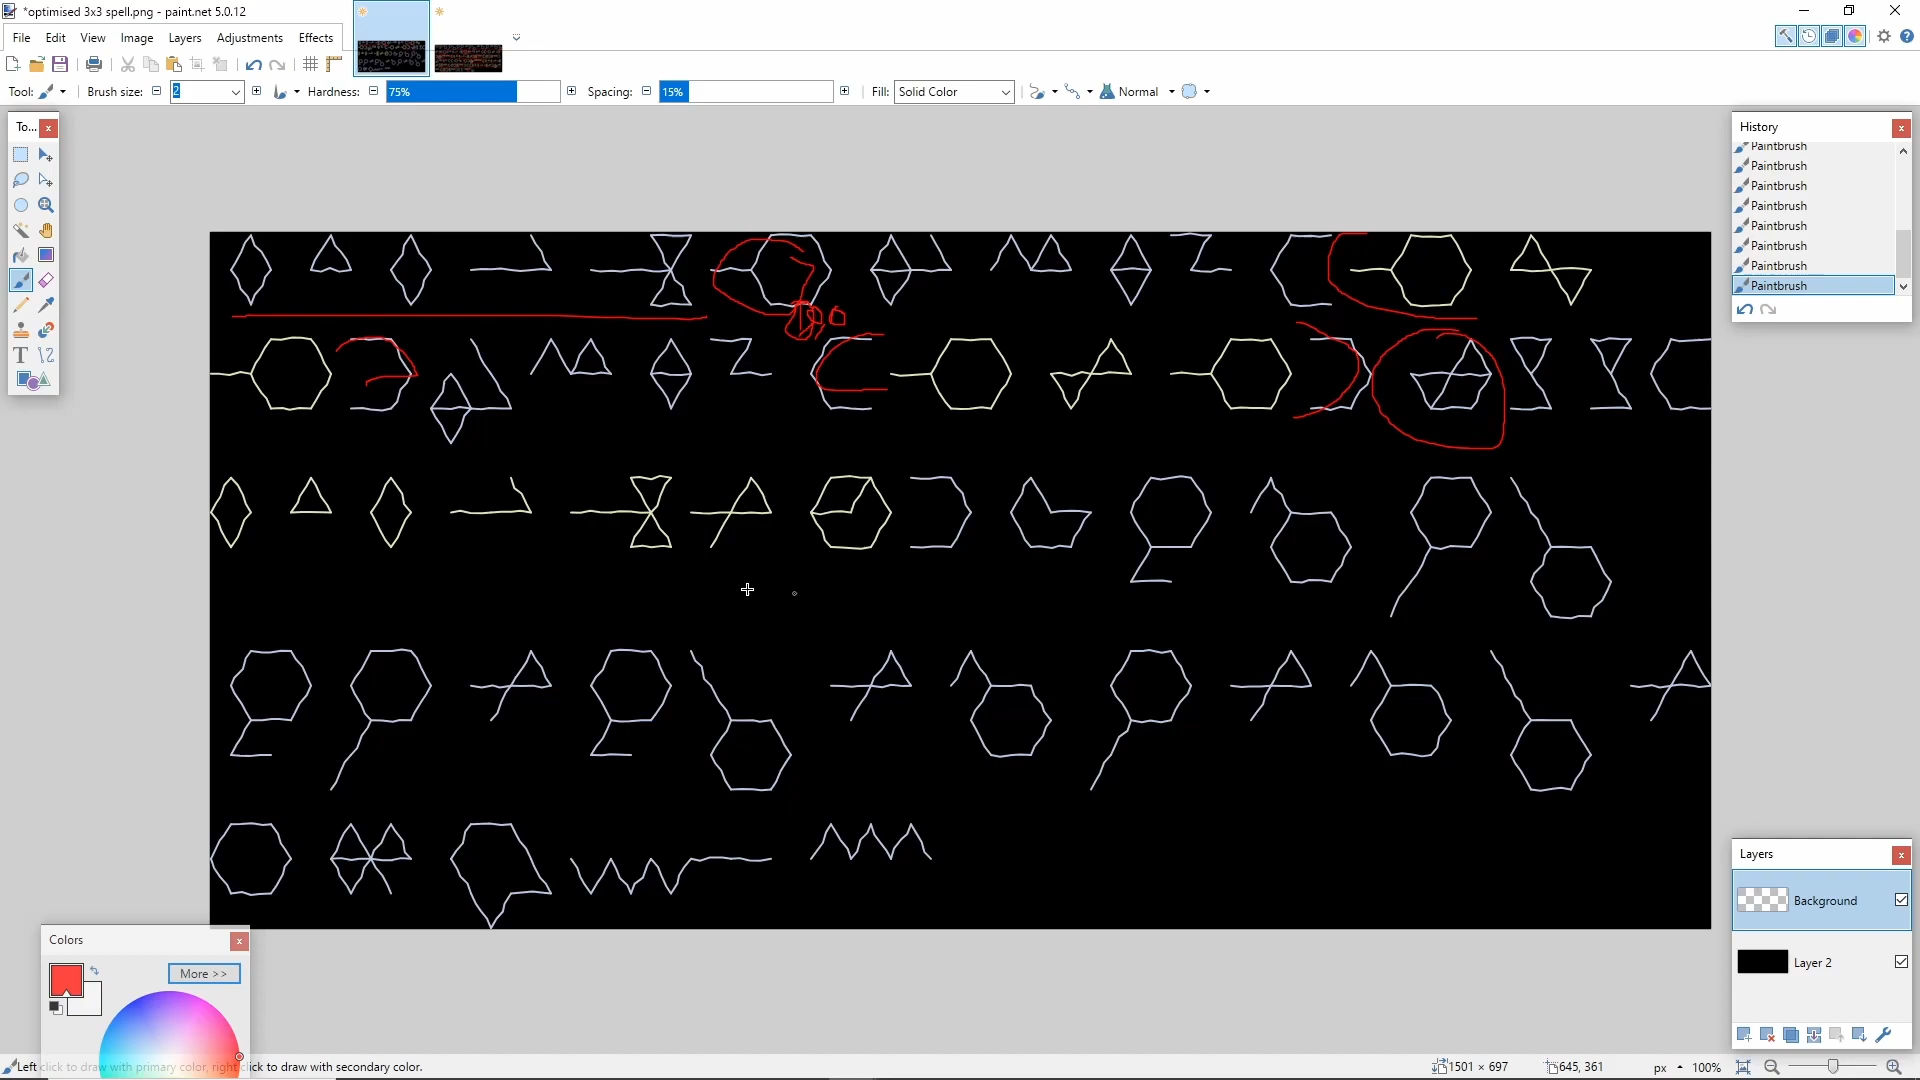 *optimised 3x3 spell.png - paint.net 5.0.12
File Edit View Image Layers Adjustments Effects
Tool: Brush size: 2 Hardness: 75% Spacing: 15% Fill: Solid Color Normal
To...
History
Paintbrush
Paintbrush
Paintbrush
Paintbrush
Paintbrush
Paintbrush
Paintbrush
Paintbrush
Layers
Background
Layer 2
Colors
More >>
Left click to draw with primary color, right click to draw with secondary color.
1501 × 697
645, 361
px
100%